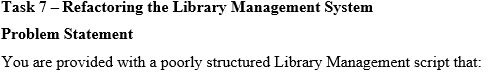 Task 7 – Refactoring the Library Management System
Problem Statement
You are provided with a poorly structured Library Management script that: